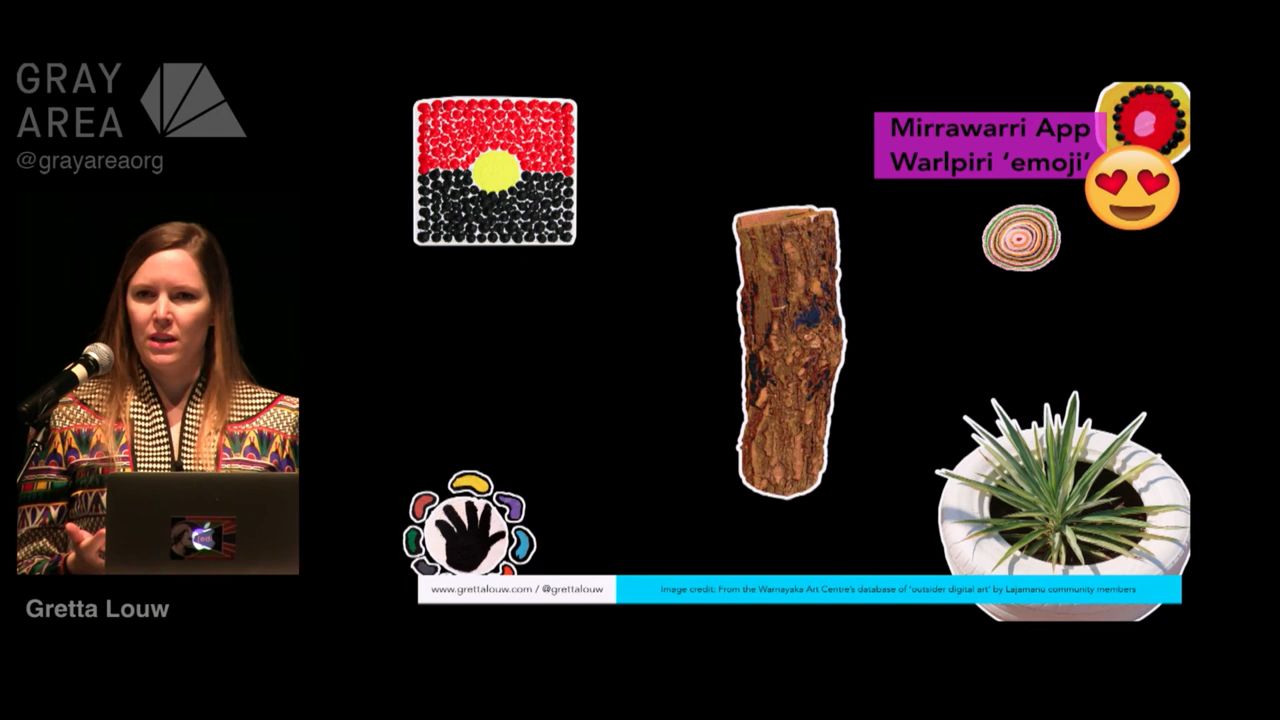 GRAY
AREA
@grayareaorg
Mirrawarri App
Warlpiri ‘emoji’
www.grettalouw.com / @grettalouw
Image credit: From the Warnayaka Art Centre's database of 'outsider digital art' by Lajamanu community members
Gretta Louw